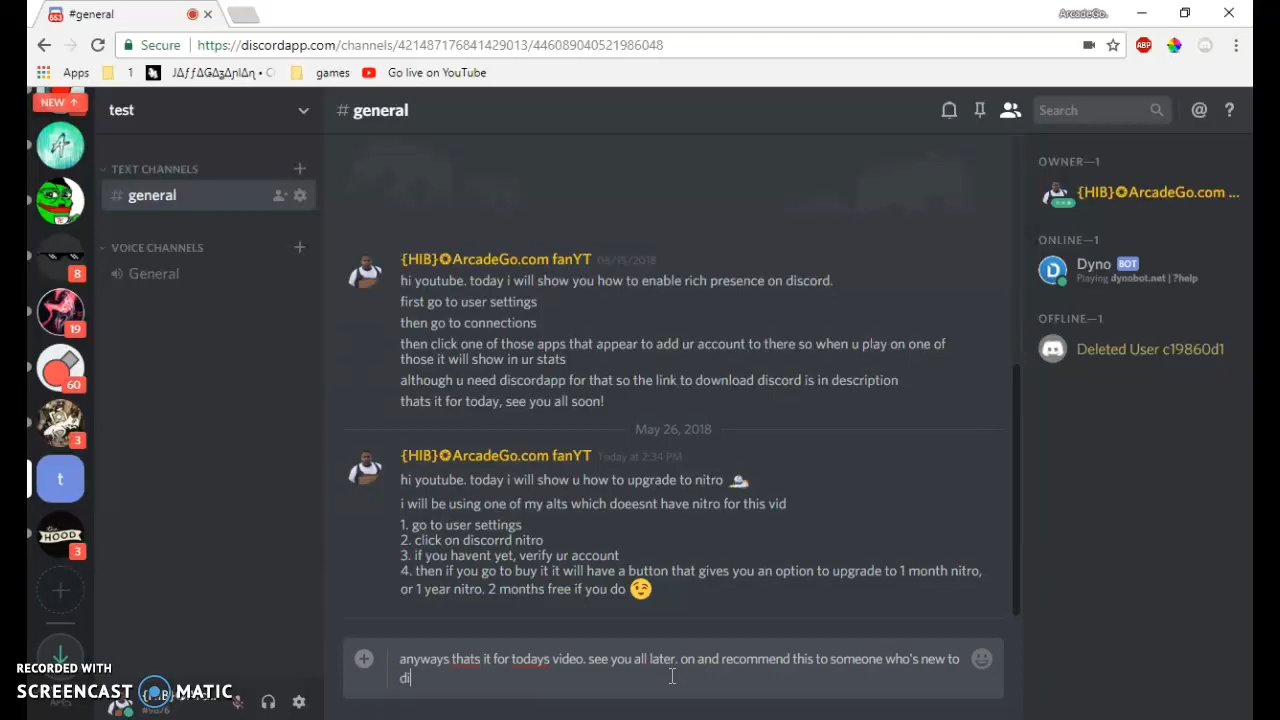 #general
ArcadeGo.
Secure
https://discordapp.com/channels/421487176841429013/446089040521986048
ABP
Apps
1
games
Go live on YouTube
NEW ↑
test
# general
Search
@
?
TEXT CHANNELS
# general
VOICE CHANNELS
General
8
19
60
3
t
the HOOD
3
{HIB}✪ArcadeGo.com fanYT
hi youtube. today i will show you how to enable rich presence on discord.
first go to user settings
then go to connections
then click one of those apps that appear to add ur account to there so when u play on one of
those it will show in ur stats
although u need discordapp for that so the link to download discord is in description
thats it for today, see you all soon!
May 26, 2018
{HIB}✪ArcadeGo.com fanYT Today at 2:34 PM
hi youtube. today i will show u how to upgrade to nitro
i will be using one of my alts which doeesnt have nitro for this vid
1. go to user settings
2. click on discorrd nitro
3. if you havent yet, verify ur account
4. then if you go to buy it it will have a button that gives you an option to upgrade to 1 month nitro,
or 1 year nitro. 2 months free if you do 😉
anyways thats it for todays video. see you all later. on and recommend this to someone who's new to
di
OWNER—1
{HIB}✪ArcadeGo.com ...
ONLINE—1
Dyno BOT
Playing dynobot.net | ?help
OFFLINE—1
Deleted User c19860d1
RECORDED WITH
SCREENCAST MATIC